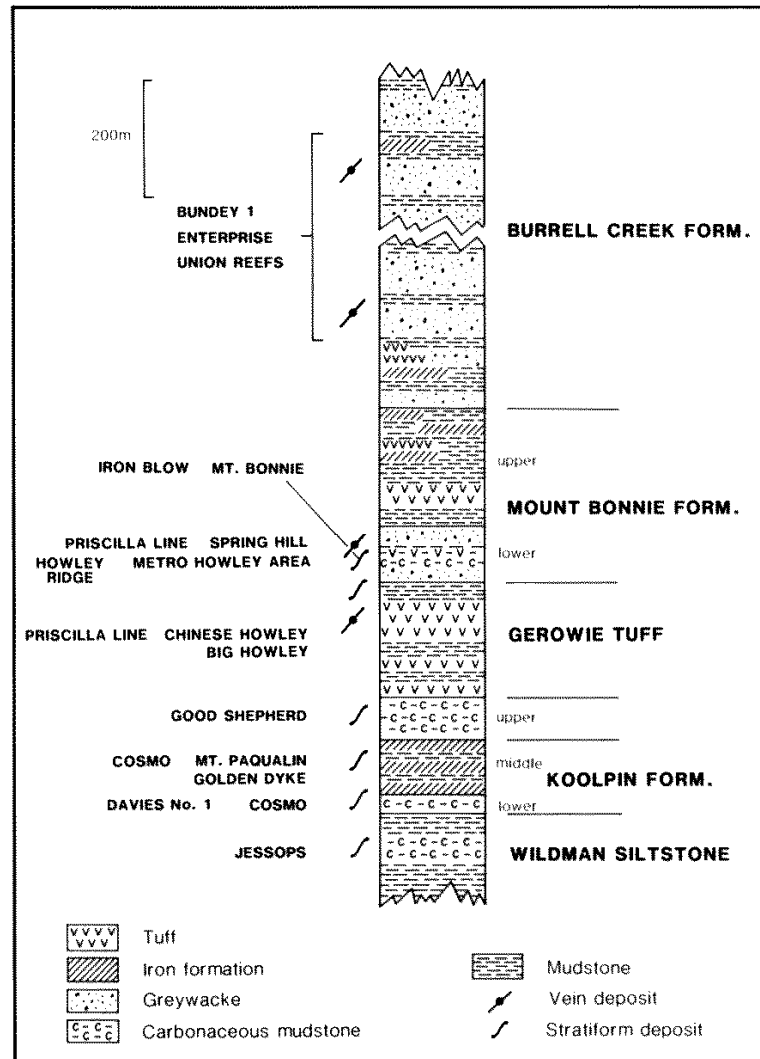 200m
BUNDEY 1
ENTERPRISE
UNION REEFS
BURRELL CREEK FORM.
upper
IRON BLOW MT. BONNIE
MOUNT BONNIE FORM.
PRISCILLA LINE SPRING HILL
lower
HOWLEY METRO HOWLEY AREA
RIDGE
PRISCILLA LINE CHINESE HOWLEY
BIG HOWLEY
GEROWIE TUFF
GOOD SHEPHERD
upper
COSMO MT. PAQUALIN
GOLDEN DYKE
middle
KOOLPIN FORM.
DAVIES No. 1 COSMO
lower
JESSOPS
WILDMAN SILTSTONE
Tuff
Iron formation
Greywacke
Carbonaceous mudstone
Mudstone
Vein deposit
Stratiform deposit